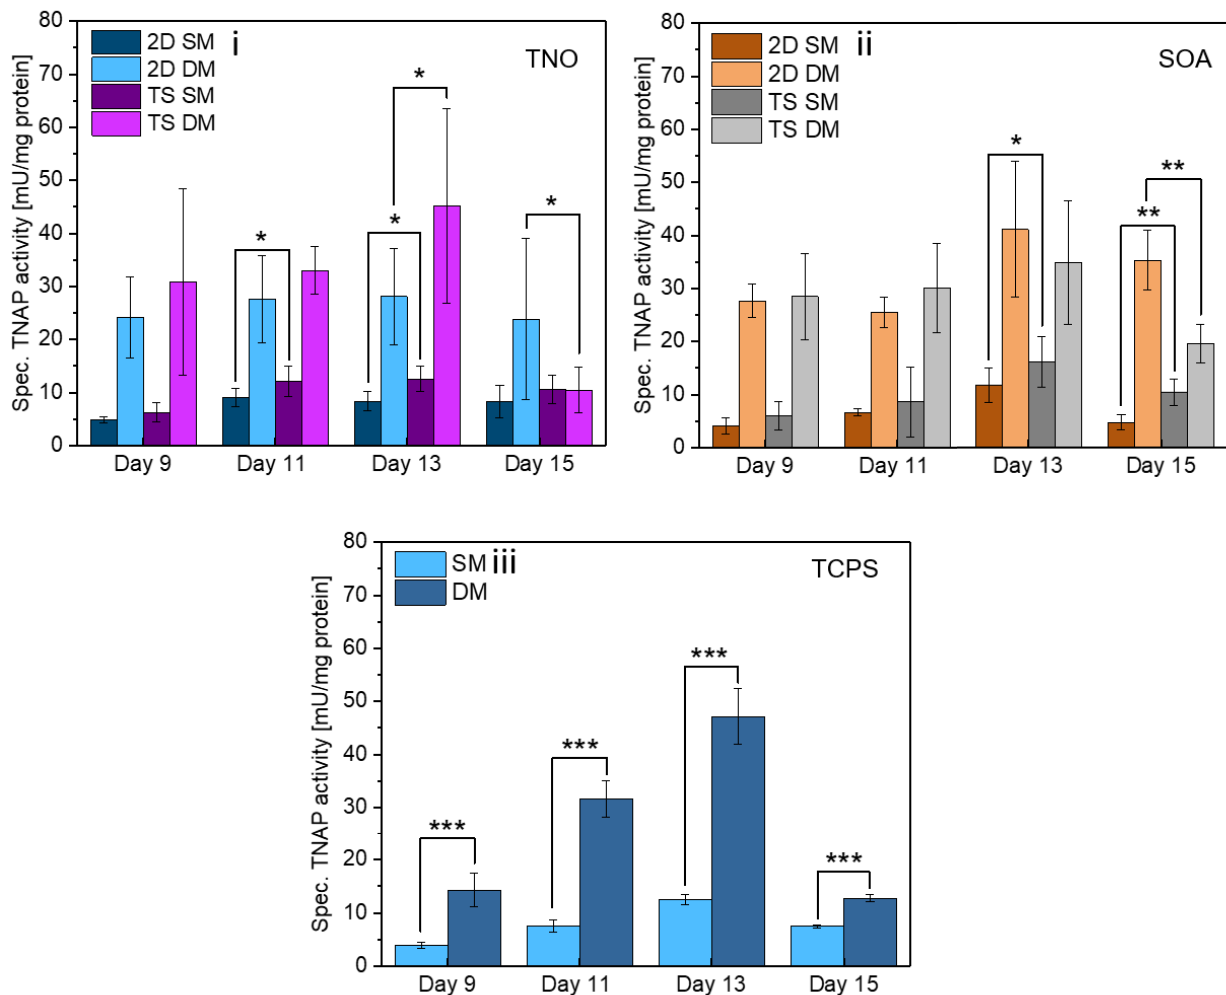 80
70
60
50
40
30
20
10
0
Spec. TNAP activity [mU/mg protein]
2D SM
2D DM
TS SM
TS DM
i
TNO
*
*
*
*
Day 9 Day 11 Day 13 Day 15
80
70
60
50
40
30
20
10
0
Spec. TNAP activity [mU/mg protein]
2D SM
2D DM
TS SM
TS DM
ii
SOA
*
**
**
Day 9 Day 11 Day 13 Day 15
80
70
60
50
40
30
20
10
0
Spec. TNAP activity [mU/mg protein]
SM
DM
iii
TCPS
***
***
***
***
Day 9 Day 11 Day 13 Day 15